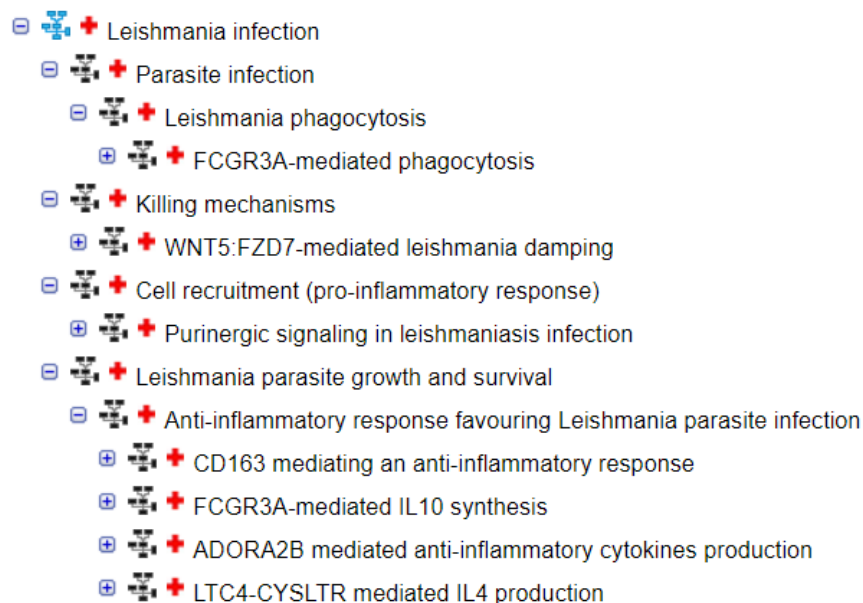 Leishmania infection
Parasite infection
Leishmania phagocytosis
FCGR3A-mediated phagocytosis
Killing mechanisms
WNT5:FZD7-mediated leishmania damping
Cell recruitment (pro-inflammatory response)
Purinergic signaling in leishmaniasis infection
Leishmania parasite growth and survival
Anti-inflammatory response favouring Leishmania parasite infection
CD163 mediating an anti-inflammatory response
FCGR3A-mediated IL10 synthesis
ADORA2B mediated anti-inflammatory cytokines production
LTC4-CYSLTR mediated IL4 production